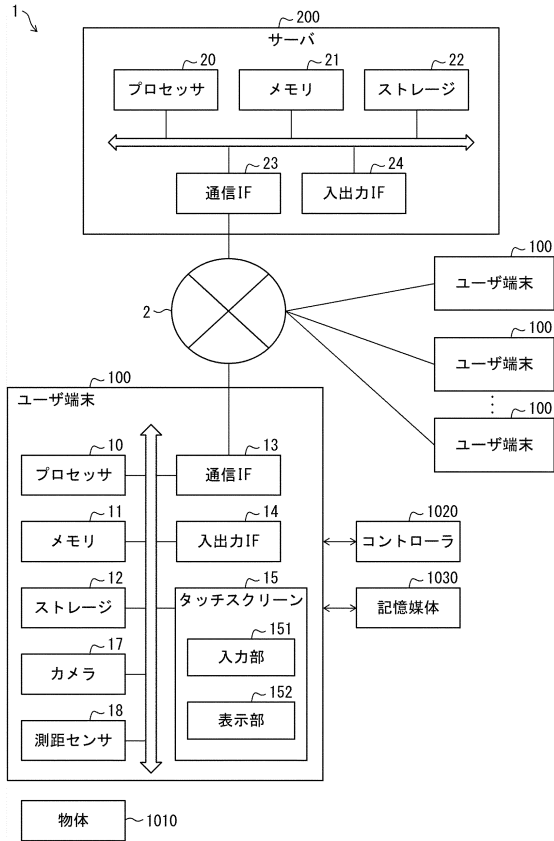 1
200
サーバ
20
21
22
プロセッサ
メモリ
ストレージ
23
24
通信IF
入出力IF
2
100
ユーザ端末
100
ユーザ端末
100
ユーザ端末
100
ユーザ端末
10
13
プロセッサ
通信IF
11
14
メモリ
入出力IF
1020
コントローラ
12
15
ストレージ
タッチスクリーン
1030
記憶媒体
151
入力部
17
カメラ
152
表示部
18
測距センサ
物体
1010